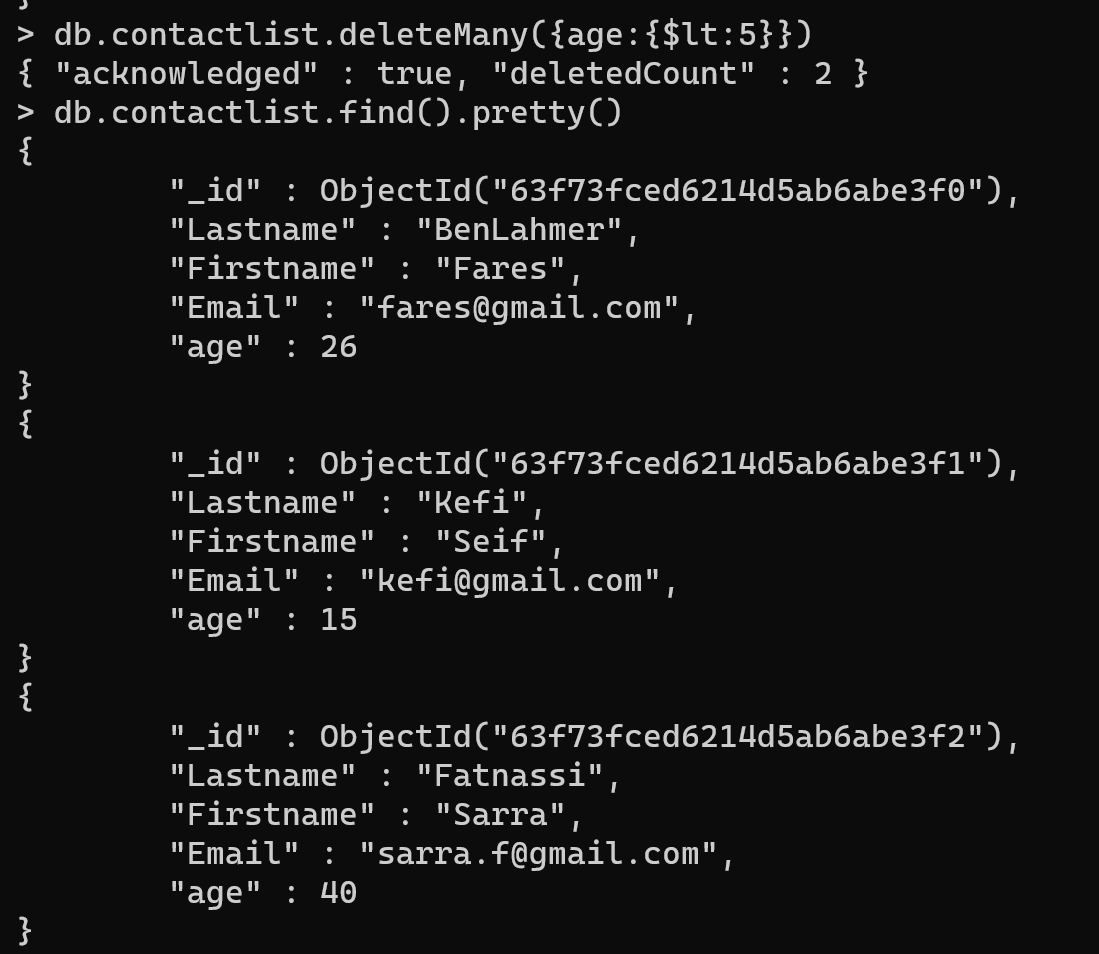 }
> db.contactlist.deleteMany({age:{$lt:5}})
{ "acknowledged" : true, "deletedCount" : 2 }
> db.contactlist.find().pretty()
{
        "_id" : ObjectId("63f73fced6214d5ab6abe3f0"),
        "Lastname" : "BenLahmer",
        "Firstname" : "Fares",
        "Email" : "fares@gmail.com",
        "age" : 26
}
{
        "_id" : ObjectId("63f73fced6214d5ab6abe3f1"),
        "Lastname" : "Kefi",
        "Firstname" : "Seif",
        "Email" : "kefi@gmail.com",
        "age" : 15
}
{
        "_id" : ObjectId("63f73fced6214d5ab6abe3f2"),
        "Lastname" : "Fatnassi",
        "Firstname" : "Sarra",
        "Email" : "sarra.f@gmail.com",
        "age" : 40
}